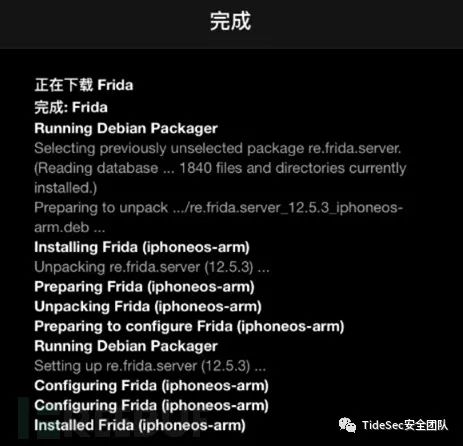 完成
正在下载 Frida
完成: Frida
Running Debian Packager
Selecting previously unselected package re.frida.server.
(Reading database ... 1840 files and directories currently
installed.)
Preparing to unpack .../re.frida.server_12.5.3_iphoneos-
arm.deb ...
Installing Frida (iphoneos-arm)
Unpacking re.frida.server (12.5.3) ...
Preparing Frida (iphoneos-arm)
Unpacking Frida (iphoneos-arm)
Preparing to configure Frida (iphoneos-arm)
Running Debian Packager
Setting up re.frida.server (12.5.3) ...
Configuring Frida (iphoneos-arm)
Configuring Frida (iphoneos-arm)
Installed Frida (iphoneos-arm)
TideSec安全团队